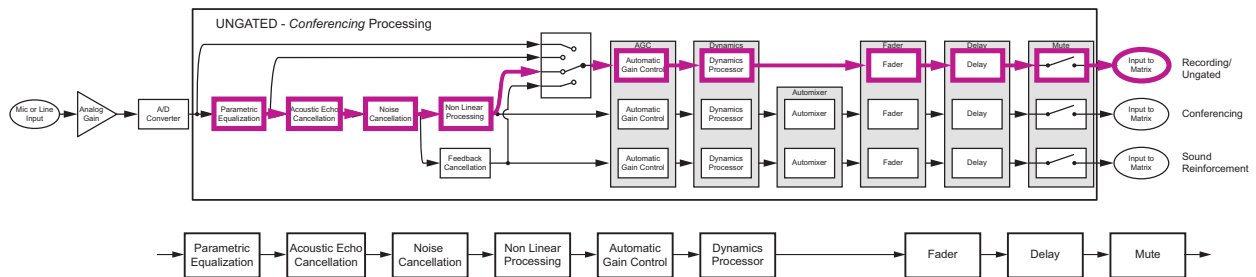 UNGATED - Conferencing Processing
AGC
Dynamics
Fader
Delay
Mute
Automatic
Gain Control
Dynamics
Processor
Fader
Delay
Input to
Matrix
Recording/
Ungated
Mic or Line
Input
Analog
Gain
A/D
Converter
Parametric
Equalization
Acoustic Echo
Cancellation
Noise
Cancellation
Non Linear
Processing
Automixer
Automatic
Gain Control
Dynamics
Processor
Automixer
Fader
Delay
Input to
Matrix
Conferencing
Feedback
Cancellation
Automatic
Gain Control
Dynamics
Processor
Automixer
Fader
Delay
Input to
Matrix
Sound
Reinforcement
Parametric
Equalization
Acoustic Echo
Cancellation
Noise
Cancellation
Non Linear
Processing
Automatic
Gain Control
Dynamics
Processor
Fader
Delay
Mute